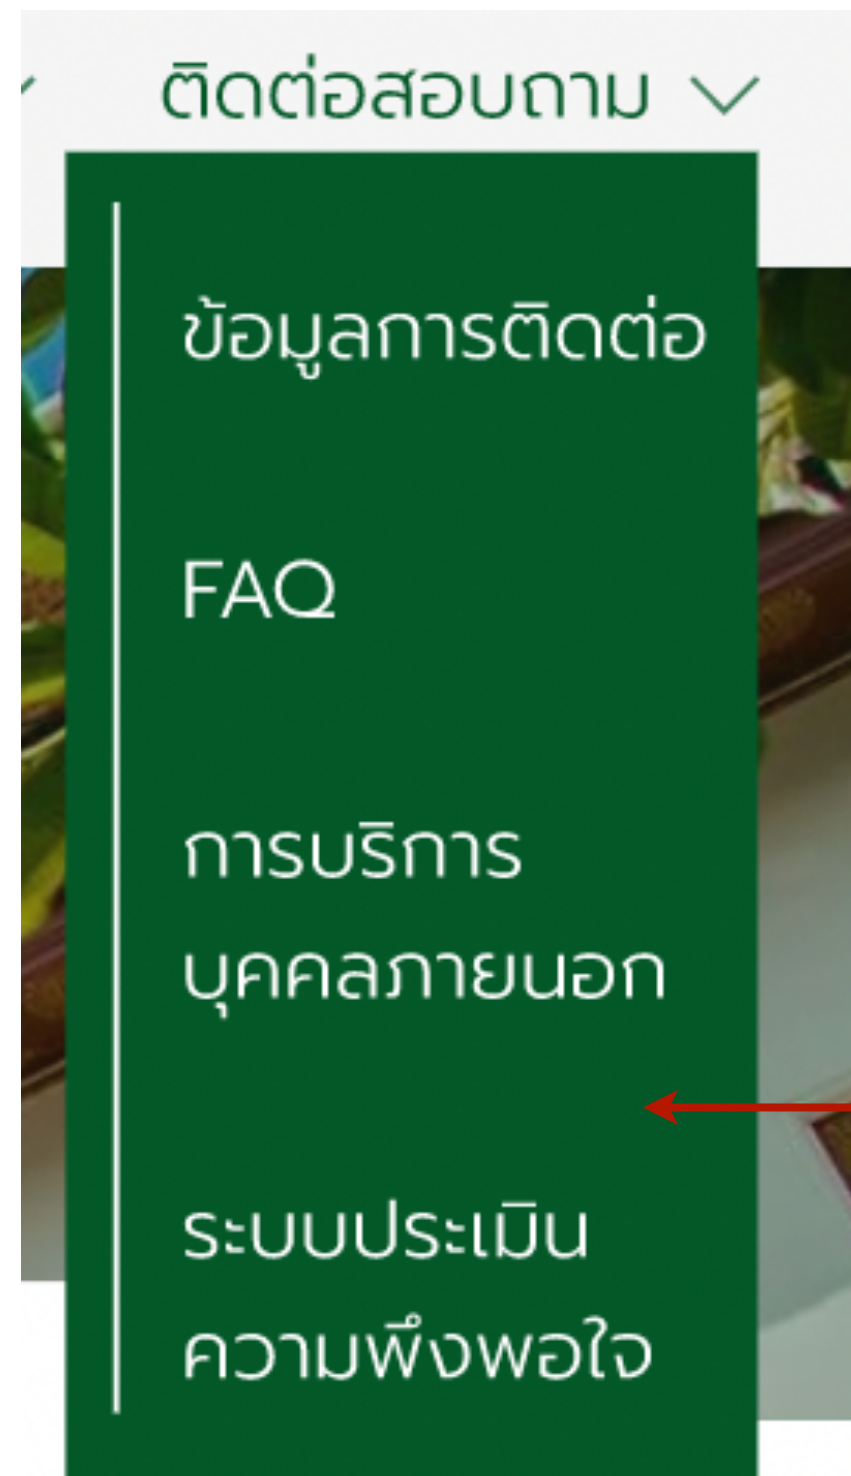 ติดต่อสอบถาม
ข้อมูลการติดต่อ
FAQ
การบริการ
บุคคลภายนอก
ระบบประเมิน
ความพึงพอใจ